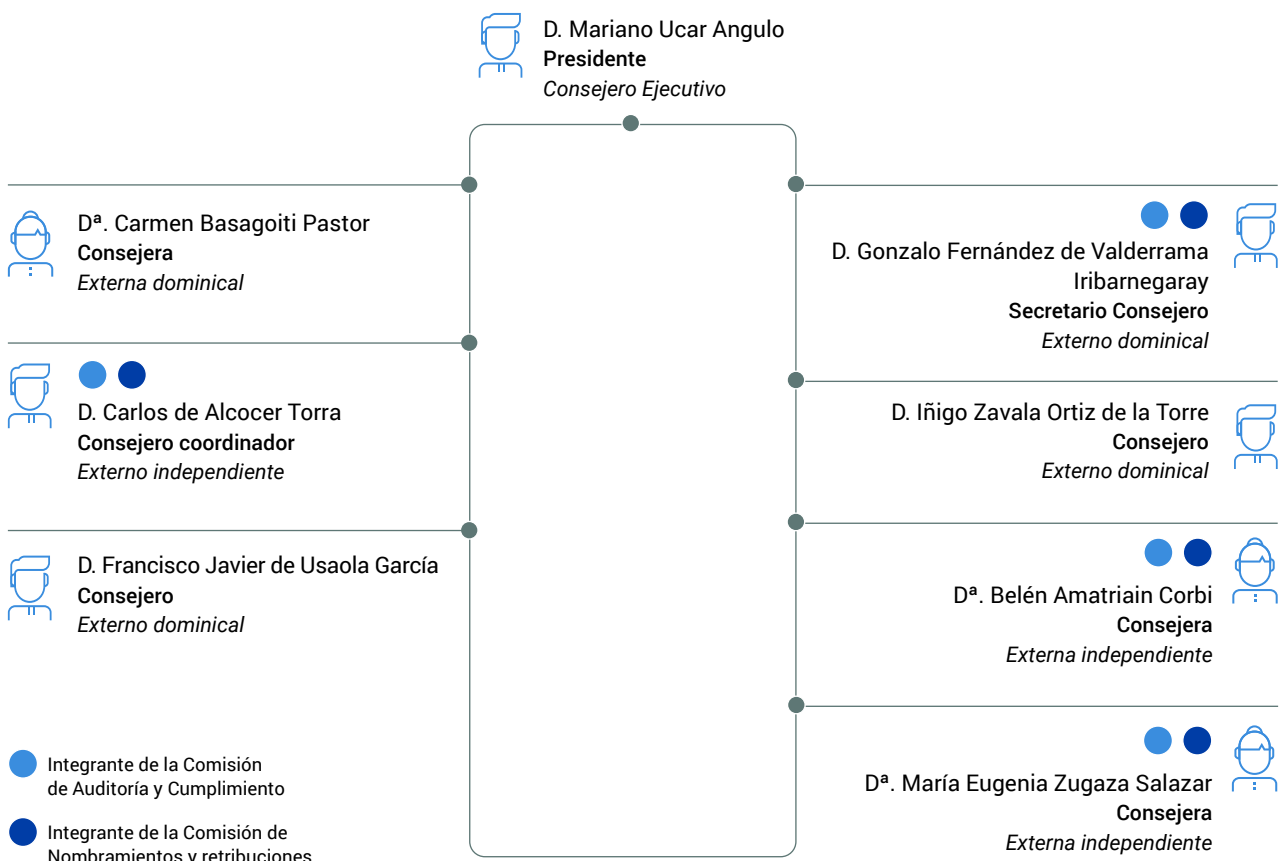 D. Mariano Ucar Angulo
Presidente
Consejero Ejecutivo
Dª. Carmen Basagoiti Pastor
Consejera
Externa dominical
D. Carlos de Alcocer Torra
Consejero coordinador
Externo independiente
D. Francisco Javier de Usaola García
Consejero
Externo dominical
D. Gonzalo Fernández de Valderrama
Iribarnegaray
Secretario Consejero
Externo dominical
D. Iñigo Zavala Ortiz de la Torre
Consejero
Externo dominical
Dª. Belén Amatriain Corbi
Consejera
Externa independiente
Dª. María Eugenia Zugaza Salazar
Consejera
Externa independiente
Integrante de la Comisión
de Auditoría y Cumplimiento
Integrante de la Comisión de
Nombramientos y retribuciones